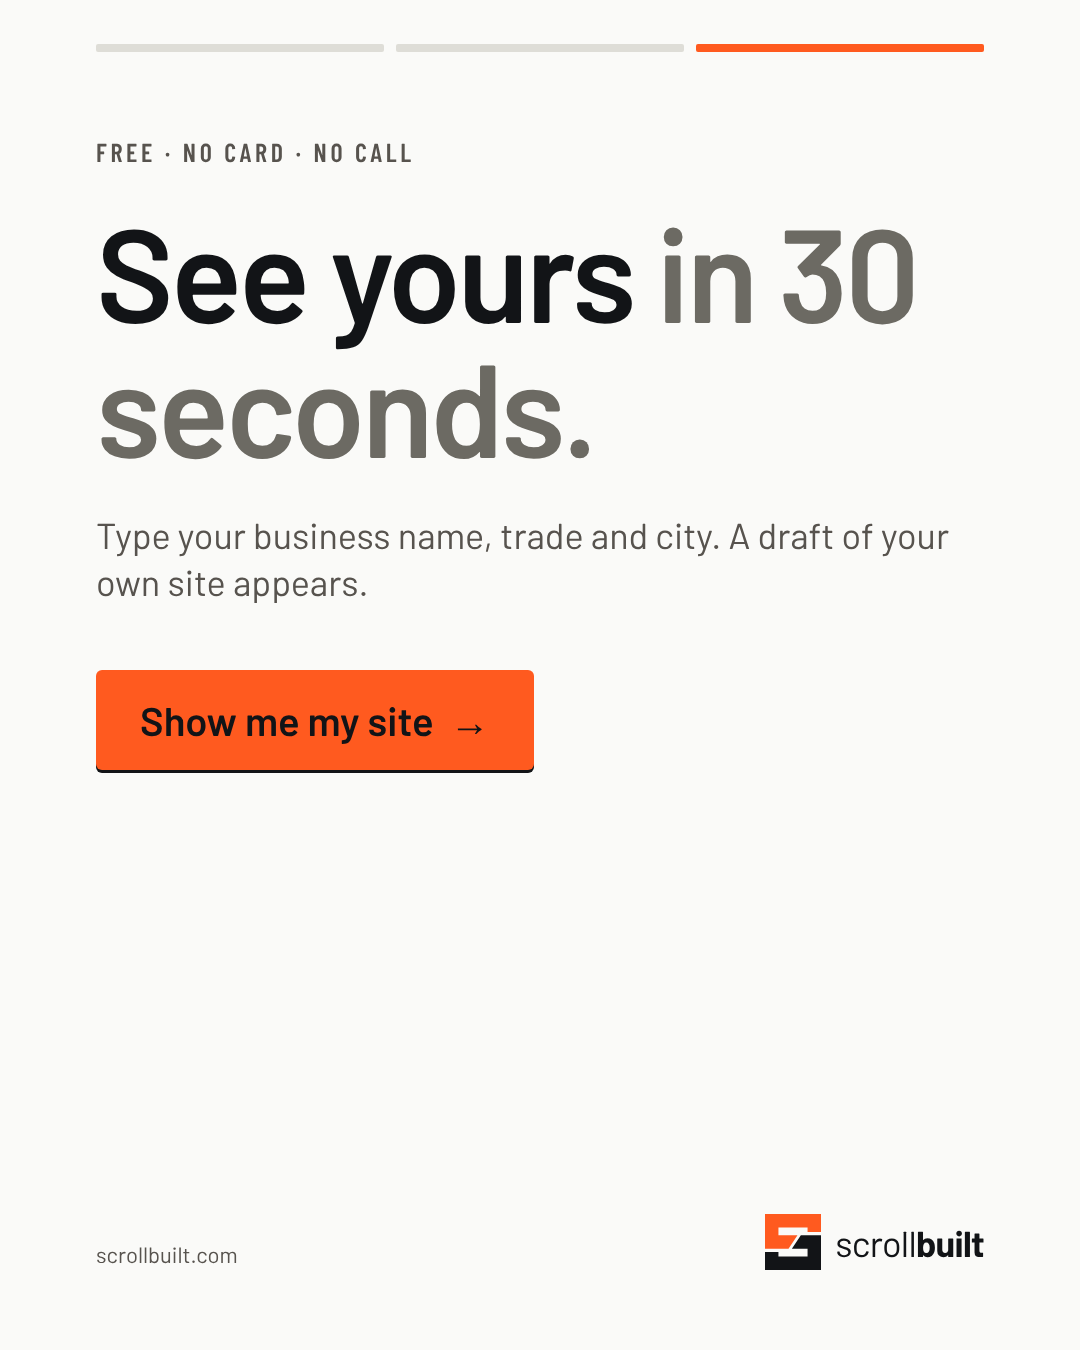 FREE · NO CARD · NO CALL
See yours in 30
seconds.
Type your business name, trade and city. A draft of your
own site appears.
Show me my site →
scrollbuilt.com
scrollbuilt